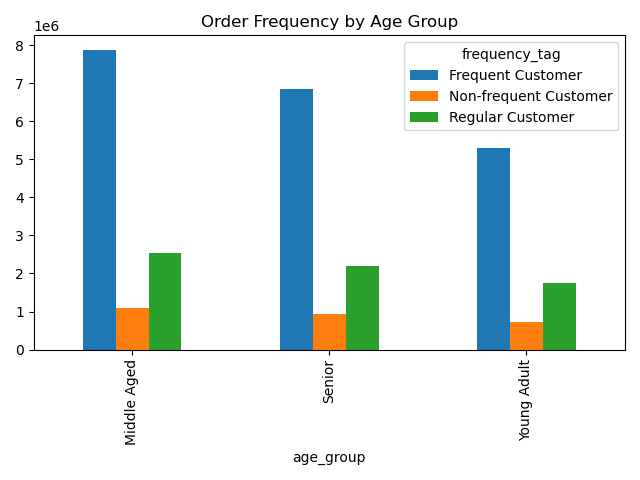 Order Frequency by Age Group
1e6
frequency_tag
Frequent Customer
Non-frequent Customer
Regular Customer
8
7
6
5
4
3
2
1
0
Middle Aged
Senior
Young Adult
age_group